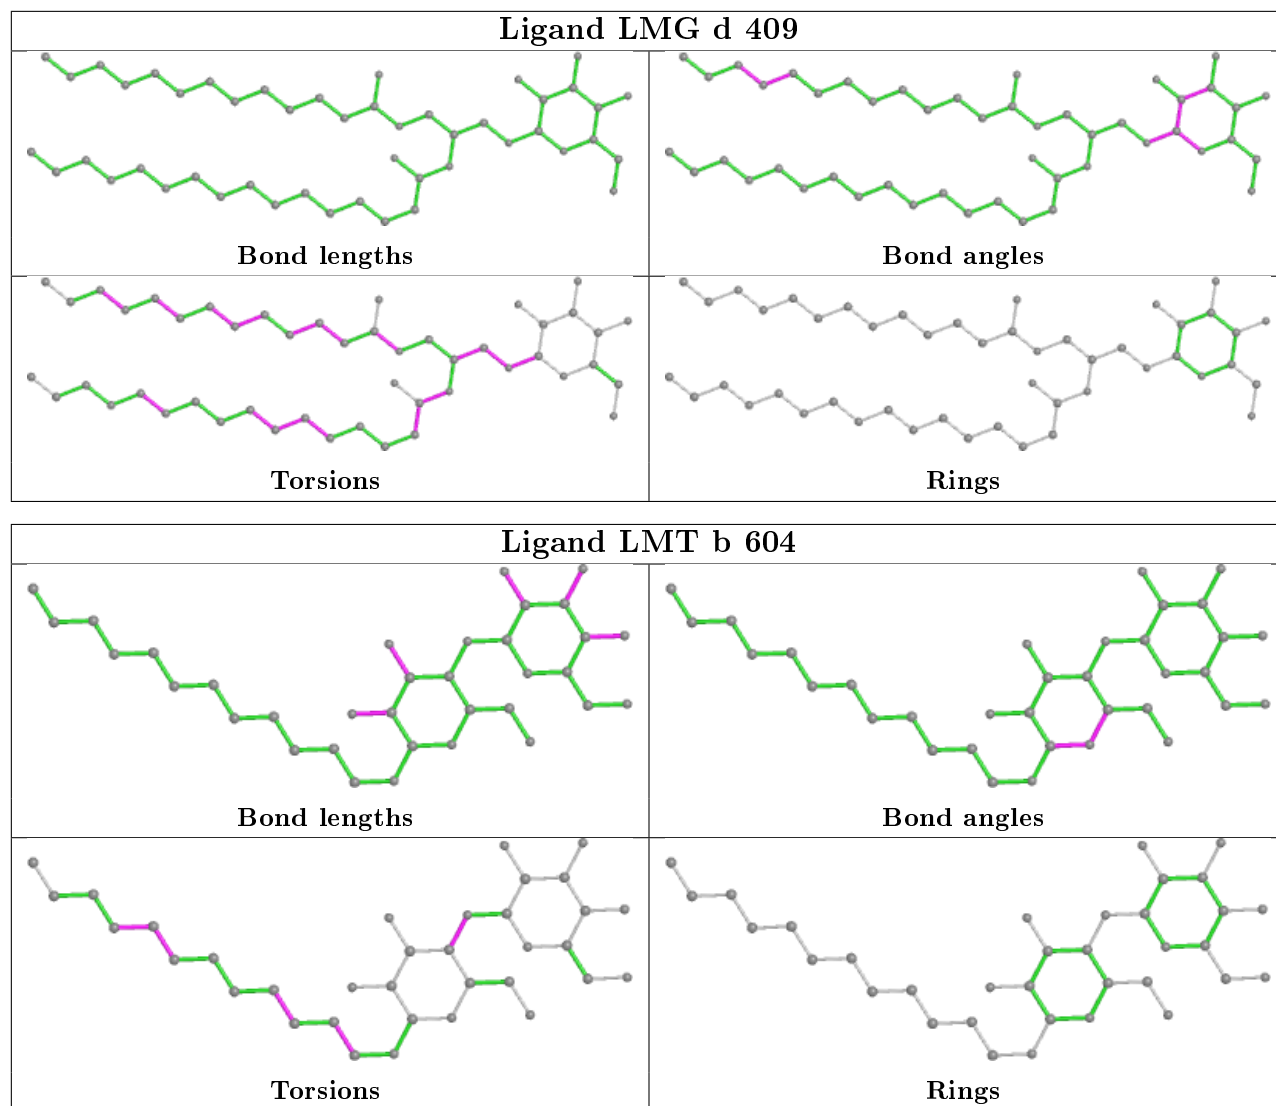 Ligand LMG d 409
Bond lengths
Bond angles
Torsions
Rings
Ligand LMT b 604
Bond lengths
Bond angles
Torsions
Rings